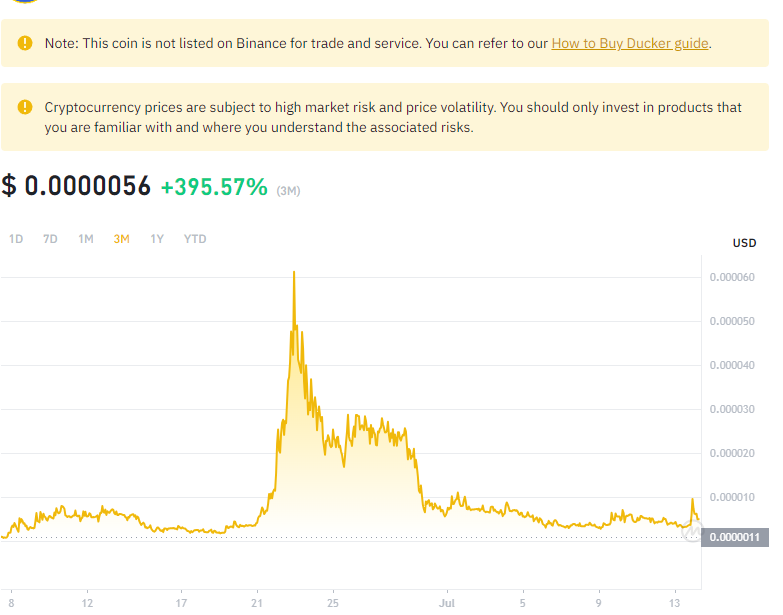 Note: This coin is not listed on Binance for trade and service. You can refer to our How to Buy Ducker guide.
Cryptocurrency prices are subject to high market risk and price volatility. You should only invest in products that
you are familiar with and where you understand the associated risks.
$ 0.0000056 +395.57% (3M)
1D 7D 1M 3M 1Y YTD
USD
0.000060
0.000050
0.000040
0.000030
0.000020
0.000010
0.0000011
8 12 17 21 25 Jul 5 9 13